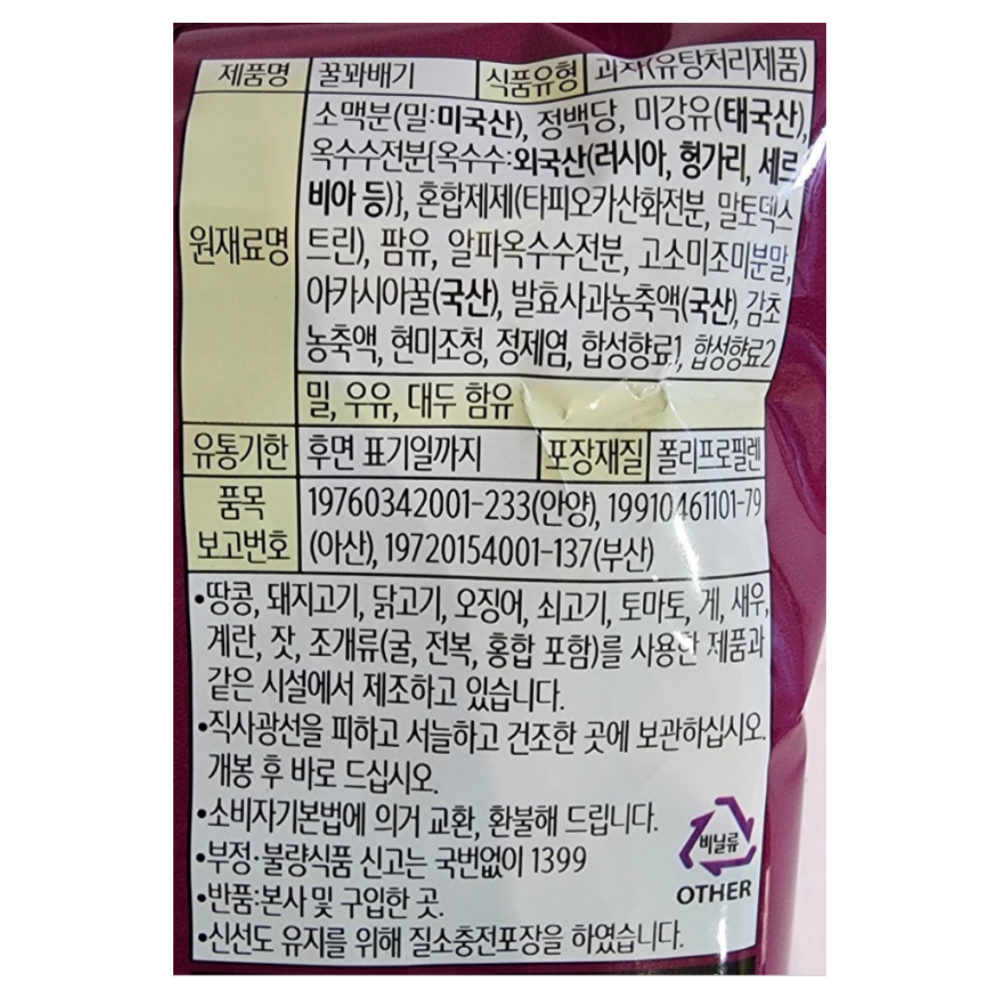 제품명 꿀꽈배기 식품유형 과자(유탕처리제품)
소맥분(밀:미국산), 정백당, 미강유(태국산),
옥수수전분{옥수수:외국산(러시아, 헝가리, 세르
비아 등)}, 혼합제제(타피오카산화전분, 말토덱스
원재료명 트린), 팜유, 알파옥수수전분, 고소미조미분말,
아카시아꿀(국산), 발효사과농축액(국산), 감초
농축액, 현미조청, 정제염, 합성향료1, 합성향료2
밀, 우유, 대두 함유
유통기한 후면 표기일까지 포장재질 폴리프로필렌
품목 19760342001-233(안양), 19910461101-79
보고번호 (아산), 19720154001-137(부산)
•땅콩, 돼지고기, 닭고기, 오징어, 쇠고기, 토마토, 게, 새우,
계란, 잣, 조개류(굴, 전복, 홍합 포함)를 사용한 제품과
같은 시설에서 제조하고 있습니다.
•직사광선을 피하고 서늘하고 건조한 곳에 보관하십시오.
개봉 후 바로 드십시오.
•소비자기본법에 의거 교환, 환불해 드립니다.
•부정·불량식품 신고는 국번없이 1399
•반품:본사 및 구입한 곳.
•신선도 유지를 위해 질소충전포장을 하였습니다.
비닐류
OTHER